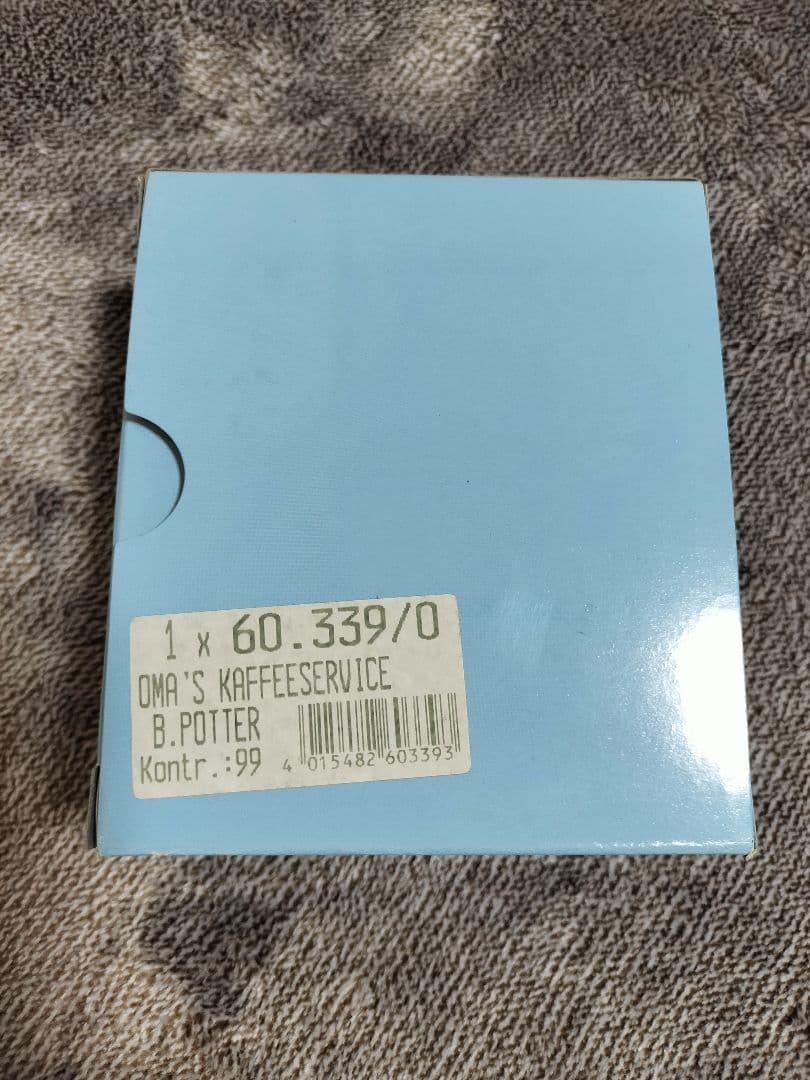 1 x 60.339/0
OMA'S KAFFEESERVICE
B.POTTER
Kontr.:99
4 015482 603393